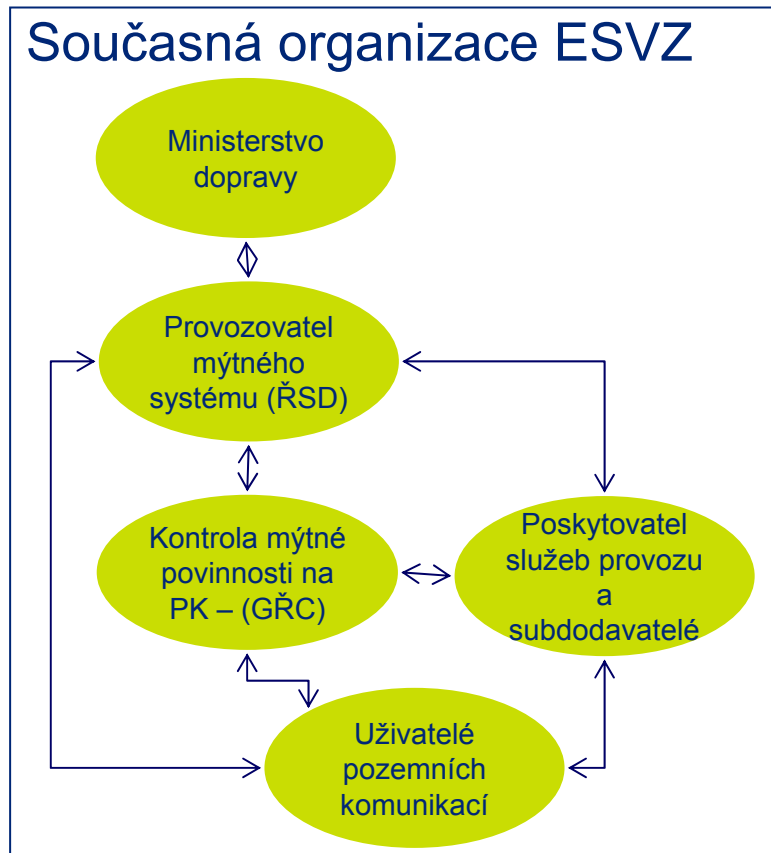 Současná organizace ESVZ
Ministerstvo
dopravy
Provozovatel
mýtného
systému (ŘSD)
Kontrola mýtné
povinnosti na
PK – (GŘC)
Poskytovatel
služeb provozu
a
subdodavatelé
Uživatelé
pozemních
komunikací